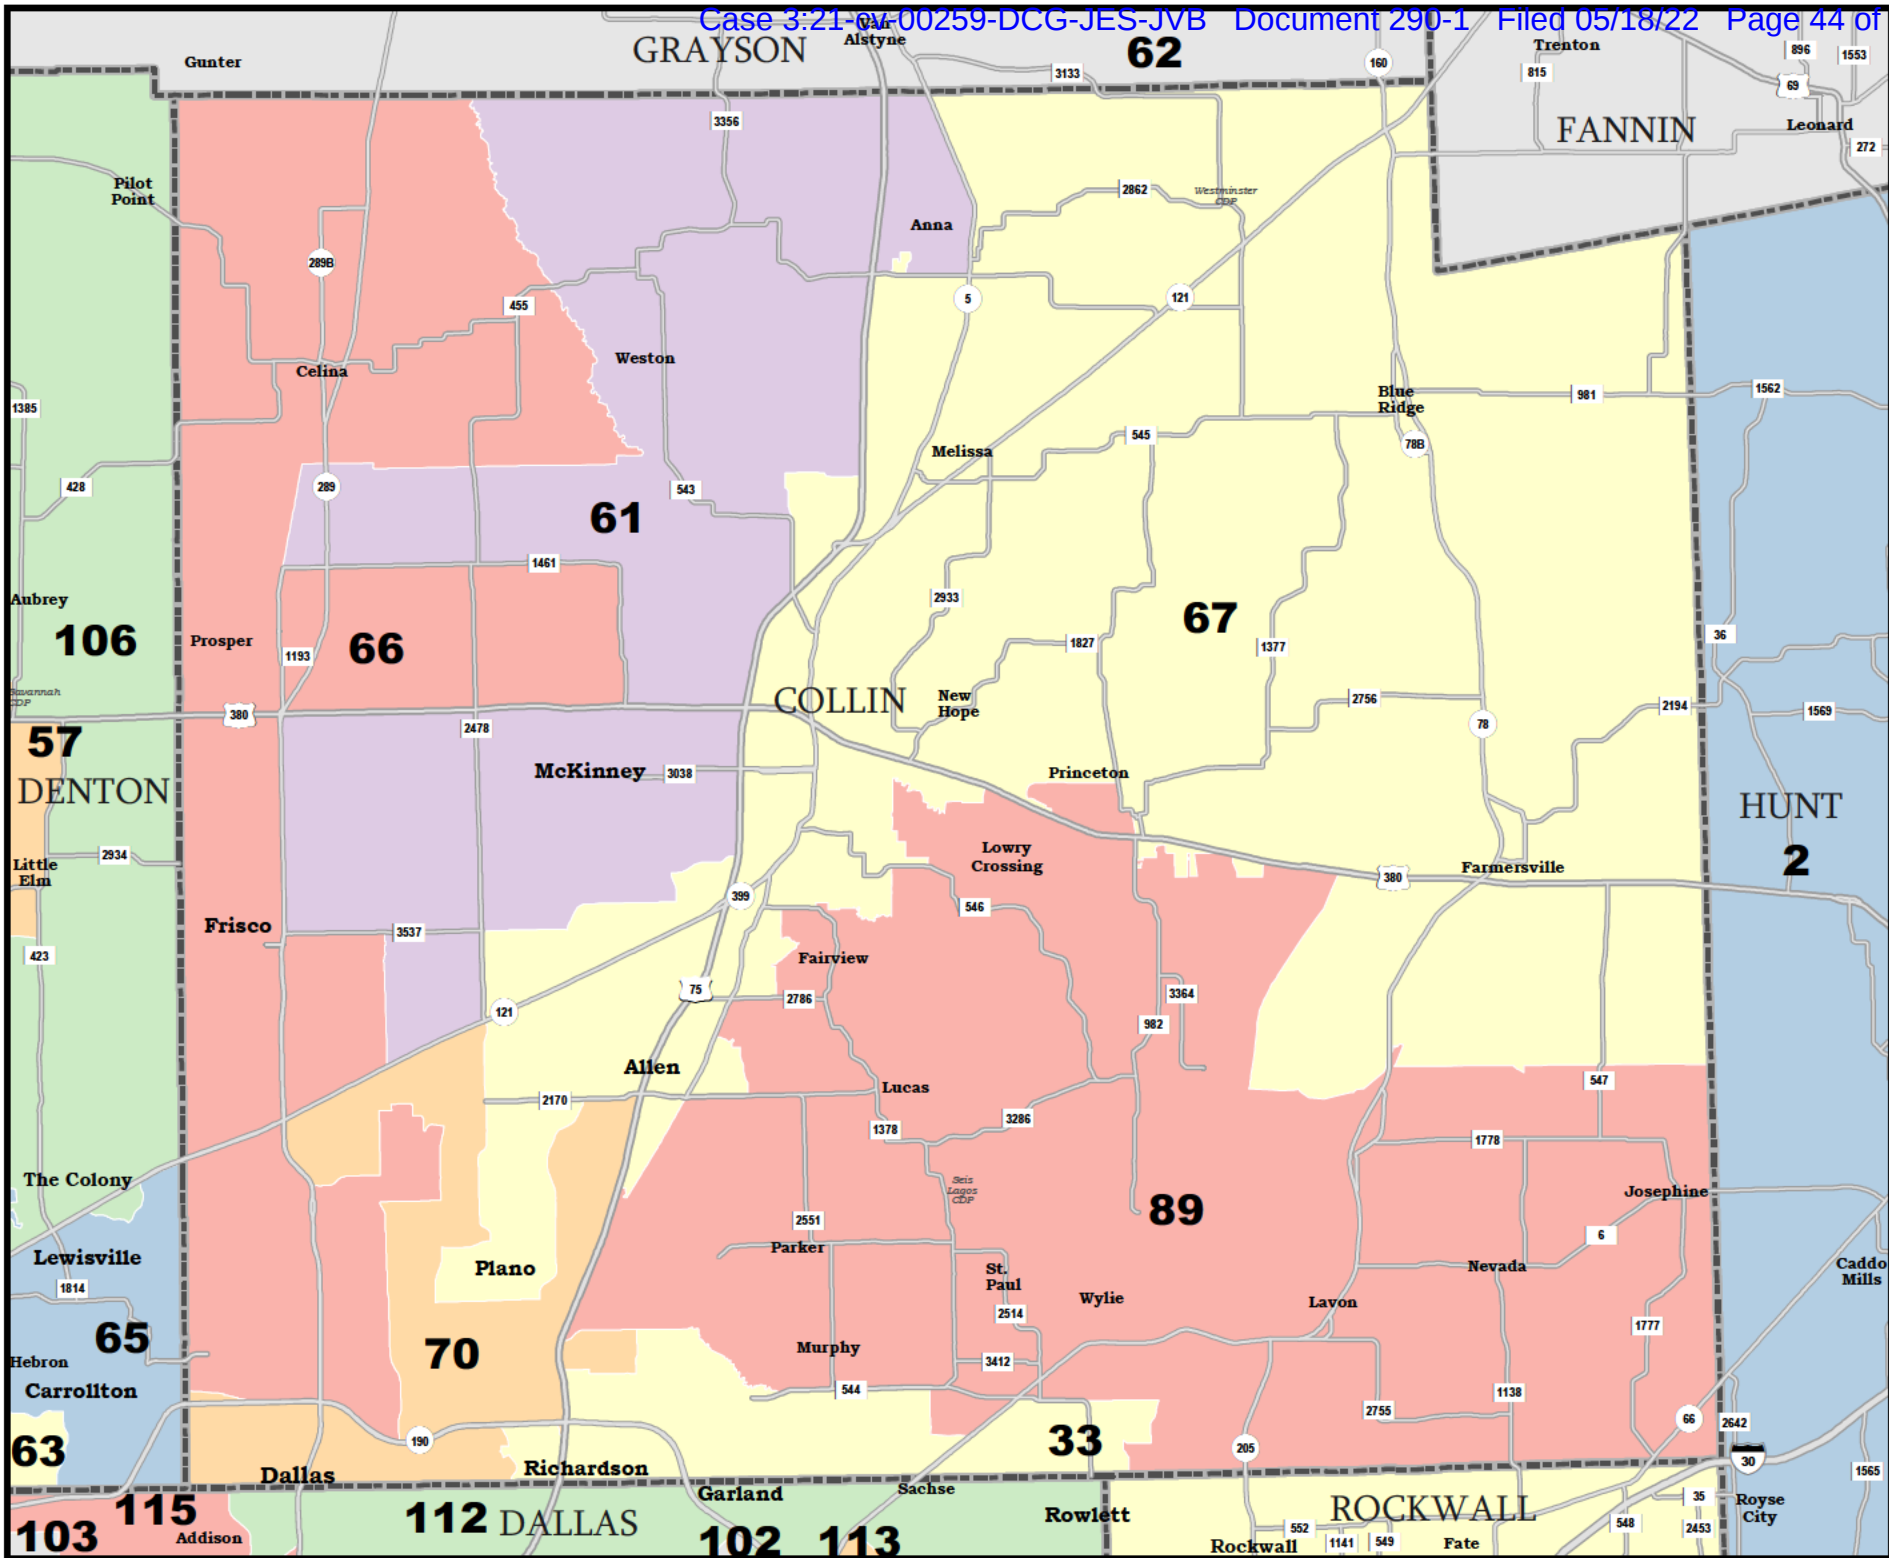 Case 3:21-cv-00259-DCG-JES-JVB Document 290-1 Filed 05/18/22 Page 44 of
Van
Alstyne
GRAYSON
62
Gunter
3133
160
Trenton
815
896
1553
69
Leonard
272
FANNIN
3356
Pilot
Point
2862
Westminster
CDP
Anna
289B
455
5
121
Weston
Celina
1385
Blue
Ridge
981
1562
545
78B
Melissa
428
289
543
61
1461
2933
Aubrey
106
Prosper
66
1193
67
1827
1377
36
Savannah
CDP
380
COLLIN
New
Hope
2756
2194
1569
57
2478
78
DENTON
McKinney
3038
Princeton
HUNT
2
2934
Little
Elm
Lowry
Crossing
Farmersville
380
399
546
Frisco
3537
423
Fairview
75
2786
3364
121
982
Allen
Lucas
547
2170
1378
3286
1778
The Colony
Seis
Lagos
CDP
89
Josephine
2551
6
Lewisville
Parker
Plano
St.
Paul
Nevada
Caddo
Mills
1814
Wylie
Lavon
2514
1777
65
70
Murphy
3412
Hebron
Carrollton
544
1138
2755
66
2642
63
190
33
205
30
Dallas
Richardson
1565
Garland
Sachse
115
112
DALLAS
Rowlett
ROCKWALL
35
Royse
City
103
Addison
102
113
552
548
2453
Rockwall
1141
549
Fate